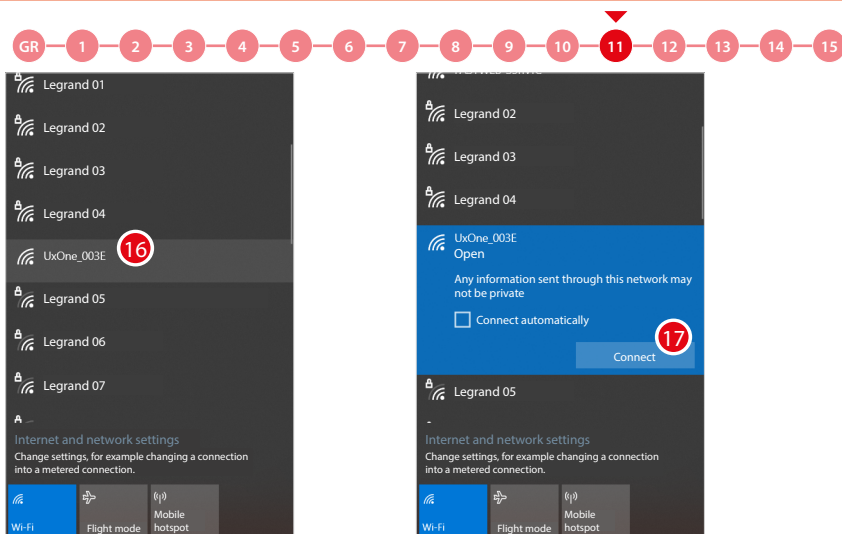 GR 1 2 3 4 5 6 7 8 9 10 11 12 13 14 15
Legrand 01
Legrand 02
Legrand 03
Legrand 04
UxOne_003E
16
Legrand 05
Legrand 06
Legrand 07
Internet and network settings
Change settings, for example changing a connection
into a metered connection.
Wi-Fi
Flight mode
Mobile
hotspot
Legrand 02
Legrand 03
Legrand 04
UxOne_003E
Open
Any information sent through this network may
not be private
Connect automatically
17
Connect
Legrand 05
Internet and network settings
Change settings, for example changing a connection
into a metered connection.
Wi-Fi
Flight mode
Mobile
hotspot